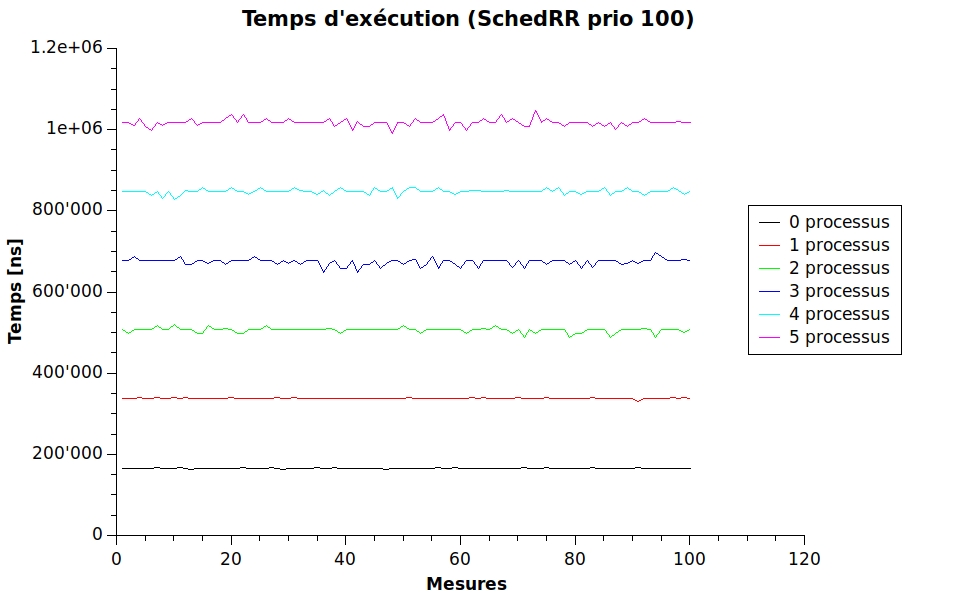 Temps d'exécution (SchedRR prio 100)
1.2e+06
1e+06
800'000
600'000
400'000
200'000
0
Temps [ns]
0 20 40 60 80 100 120
Mesures
0 processus
1 processus
2 processus
3 processus
4 processus
5 processus